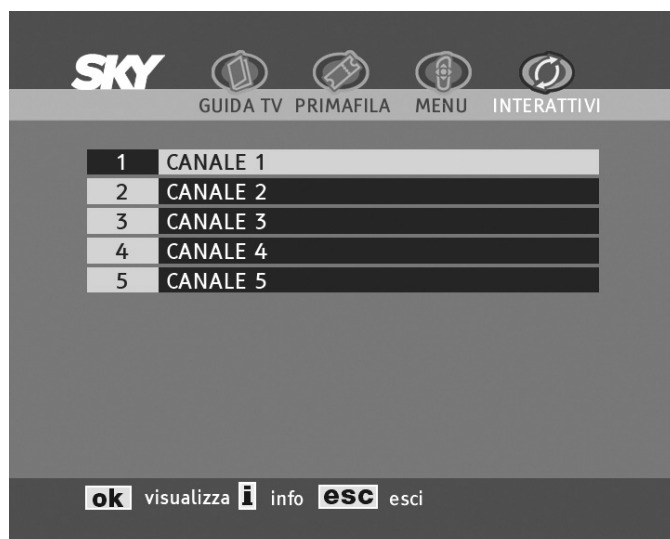 SKY
GUIDA TV PRIMAFILA MENU INTERATTIVI
1 CANALE 1
2 CANALE 2
3 CANALE 3
4 CANALE 4
5 CANALE 5
ok visualizza i info esc esci